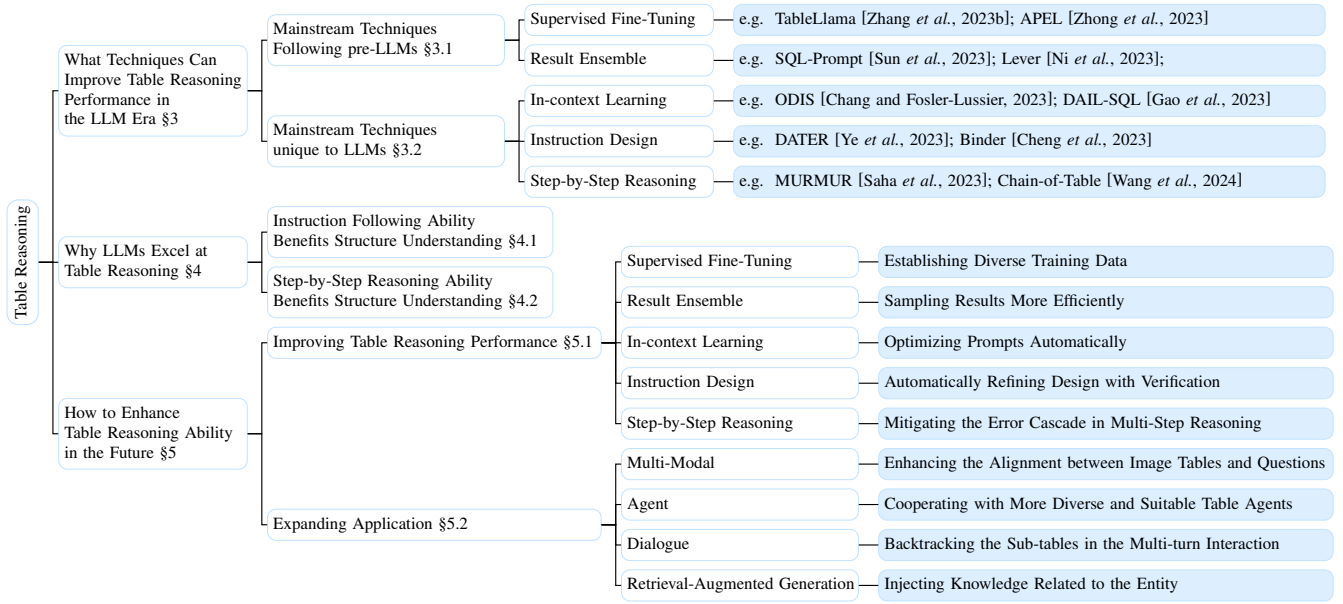 Table Reasoning
What Techniques Can
Improve Table Reasoning
Performance in
the LLM Era §3
Mainstream Techniques
Following pre-LLMs §3.1
Supervised Fine-Tuning
e.g. TableLlama [Zhang et al., 2023b]; APEL [Zhong et al., 2023]
Result Ensemble
e.g. SQL-Prompt [Sun et al., 2023]; Lever [Ni et al., 2023];
Mainstream Techniques
unique to LLMs §3.2
In-context Learning
e.g. ODIS [Chang and Fosler-Lussier, 2023]; DAIL-SQL [Gao et al., 2023]
Instruction Design
e.g. DATER [Ye et al., 2023]; Binder [Cheng et al., 2023]
Step-by-Step Reasoning
e.g. MURMUR [Saha et al., 2023]; Chain-of-Table [Wang et al., 2024]
Why LLMs Excel at
Table Reasoning §4
Instruction Following Ability
Benefits Structure Understanding §4.1
Step-by-Step Reasoning Ability
Benefits Structure Understanding §4.2
How to Enhance
Table Reasoning Ability
in the Future §5
Improving Table Reasoning Performance §5.1
Supervised Fine-Tuning
Establishing Diverse Training Data
Result Ensemble
Sampling Results More Efficiently
In-context Learning
Optimizing Prompts Automatically
Instruction Design
Automatically Refining Design with Verification
Step-by-Step Reasoning
Mitigating the Error Cascade in Multi-Step Reasoning
Expanding Application §5.2
Multi-Modal
Enhancing the Alignment between Image Tables and Questions
Agent
Cooperating with More Diverse and Suitable Table Agents
Dialogue
Backtracking the Sub-tables in the Multi-turn Interaction
Retrieval-Augmented Generation
Injecting Knowledge Related to the Entity